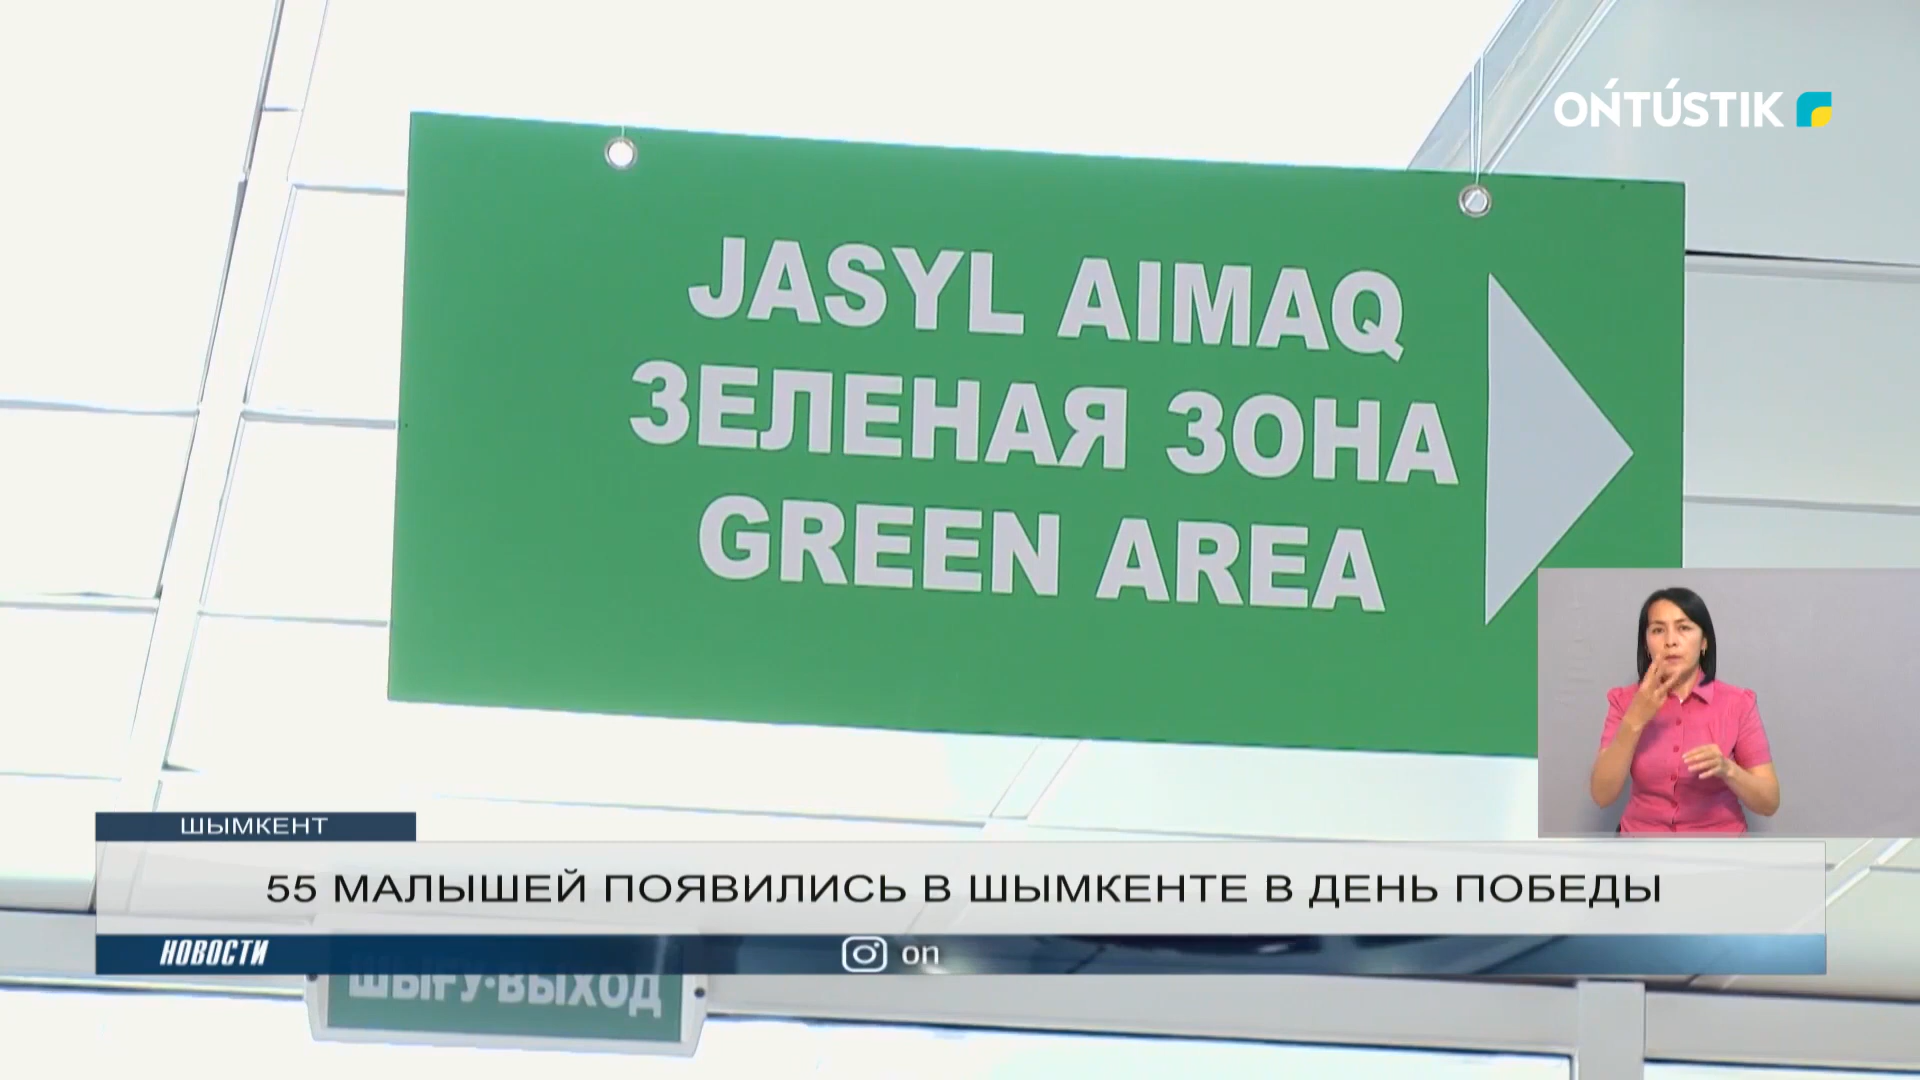 OŃTÚSTIK
JASYL AIMAQ
ЗЕЛЕНАЯ ЗОНА
GREEN AREA
ШЫМКЕНТ
55 МАЛЫШЕЙ ПОЯВИЛИСЬ В ШЫМКЕНТЕ В ДЕНЬ ПОБЕДЫ
НОВОСТИ
on
ШЫҒУ·ВЫХОД